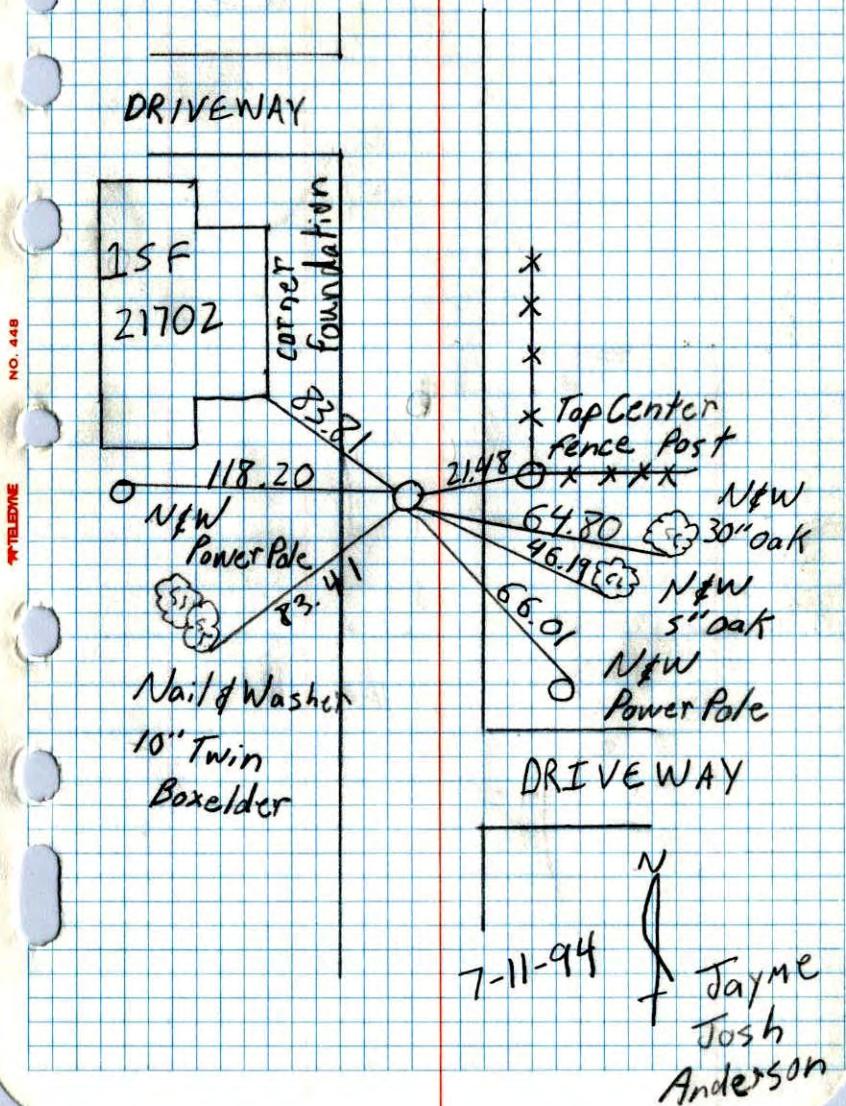 DRIVEWAY
1SF
21702
corner
foundation
83.81
118.20
N&W
Power Pole
83.41
Nail & Washer
10" Twin
Boxelder
21.48
Top Center
fence Post
64.80
N&W
30" oak
46.19
N&W
5" oak
66.01
N&W
Power Pole
DRIVEWAY
N
7-11-94
Jayme
Josh
Anderson
NO. 448
TELEDYNE